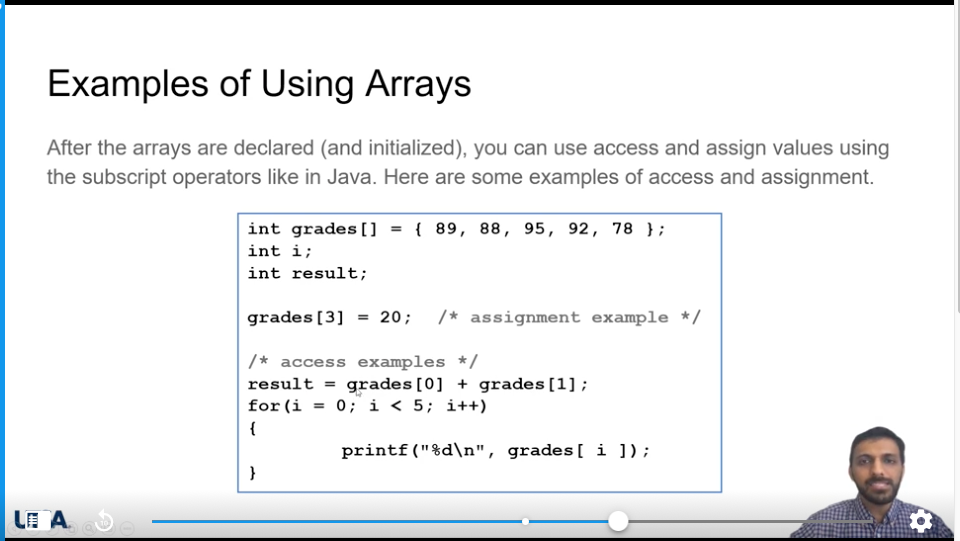 Examples of Using Arrays
After the arrays are declared (and initialized), you can use access and assign values using
the subscript operators like in Java. Here are some examples of access and assignment.
int grades[] = { 89, 88, 95, 92, 78 };
int i;
int result;
grades[3] = 20;  /* assignment example */
/* access examples */
result = grades[0] + grades[1];
for(i = 0; i < 5; i++)
{
printf("%d\n", grades[ i ]);
}
10